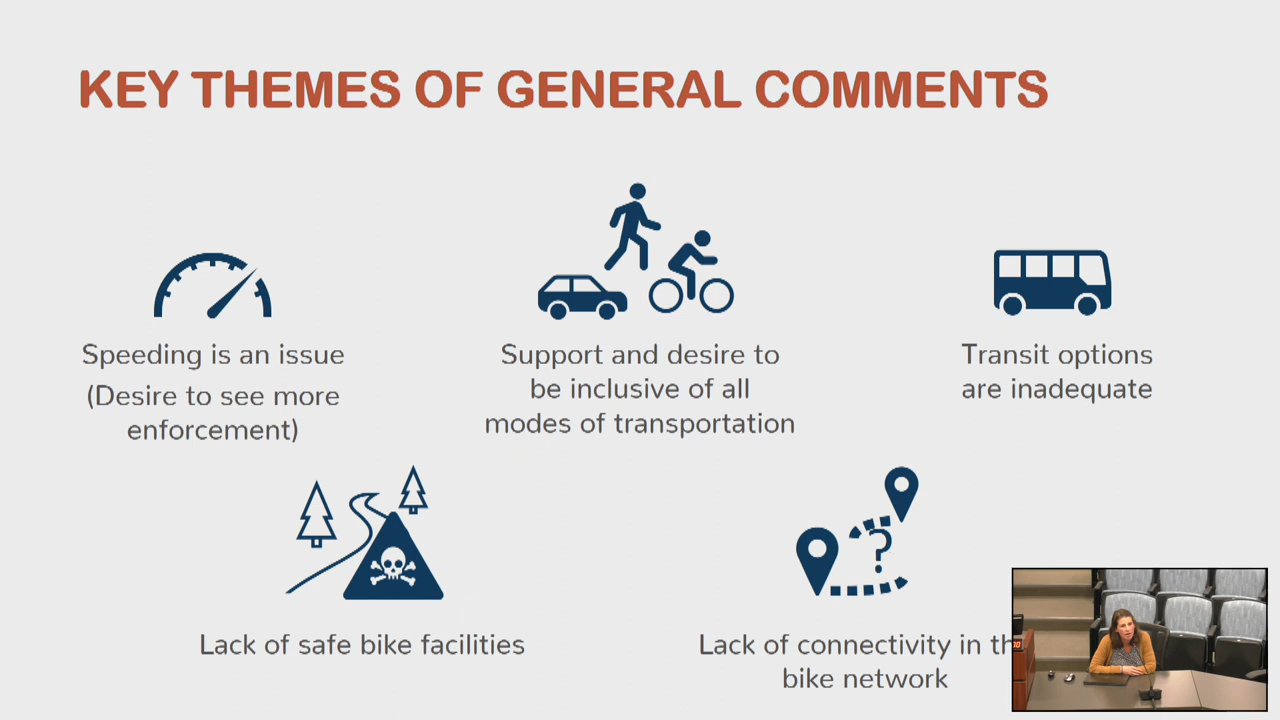 KEY THEMES OF GENERAL COMMENTS
Speeding is an issue
(Desire to see more
enforcement)
Support and desire to
be inclusive of all
modes of transportation
Transit options
are inadequate
?
Lack of safe bike facilities
Lack of connectivity in th
bike network